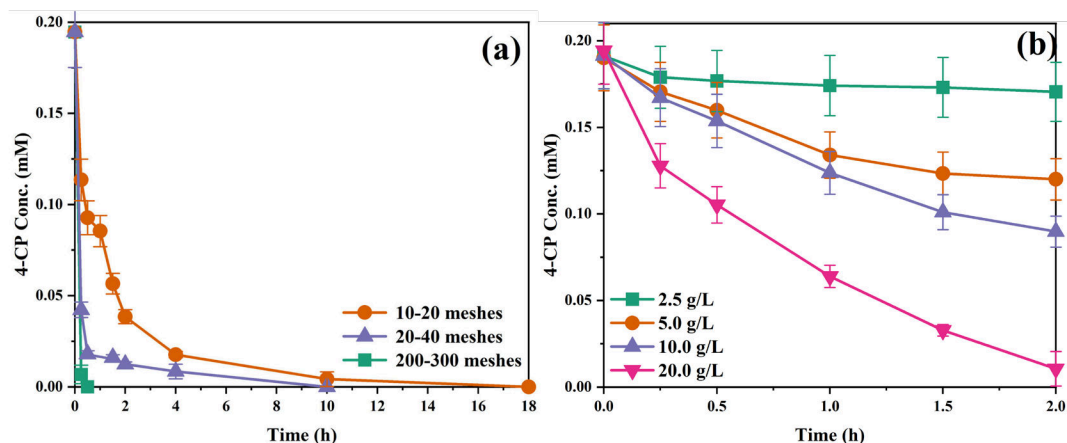 (a)
4-CP Conc. (mM)
0.20
0.15
0.10
0.05
0.00
10-20 meshes
20-40 meshes
200-300 meshes
0 2 4 6 8 10 12 14 16 18
Time (h)
(b)
4-CP Conc. (mM)
0.20
0.15
0.10
0.05
0.00
2.5 g/L
5.0 g/L
10.0 g/L
20.0 g/L
0.0 0.5 1.0 1.5 2.0
Time (h)